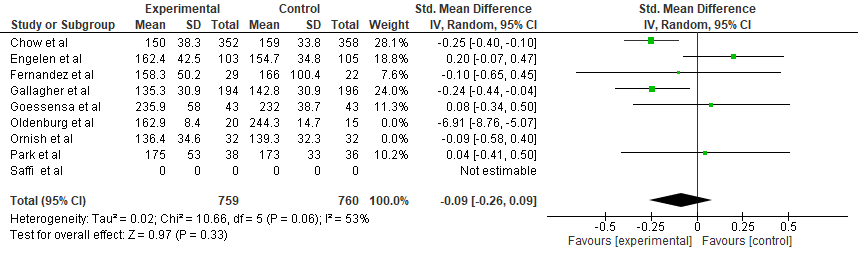 Experimental Control Std. Mean Difference Std. Mean Difference
Study or Subgroup Mean SD Total Mean SD Total Weight IV, Random, 95% CI IV, Random, 95% CI
Chow et al 150 38.3 352 159 33.8 358 28.1% -0.25 [-0.40, -0.10]
Engelen et al 162.4 42.5 103 154.7 34.8 105 18.8% 0.20 [-0.07, 0.47]
Fernandez et al 158.3 50.2 29 166 100.4 22 7.6% -0.10 [-0.65, 0.45]
Gallagher et al 135.3 30.9 194 142.8 30.9 196 24.0% -0.24 [-0.44, -0.04]
Goessensa et al 235.9 58 43 232 38.7 43 11.3% 0.08 [-0.34, 0.50]
Oldenburg et al 162.9 8.4 20 244.3 14.7 15 0.0% -6.91 [-8.76, -5.07]
Ornish et al 136.4 34.6 32 139.3 32.3 32 0.0% -0.09 [-0.58, 0.40]
Park et al 175 53 38 173 33 36 10.2% 0.04 [-0.41, 0.50]
Saffi et al 0 0 0 0 0 0 Not estimable
Total (95% CI) 759 760 100.0% -0.09 [-0.26, 0.09]
Heterogeneity: Tau² = 0.02; Chi² = 10.66, df = 5 (P = 0.06); I² = 53%
Test for overall effect: Z = 0.97 (P = 0.33)
-0.5 -0.25 0 0.25 0.5
Favours [experimental] Favours [control]